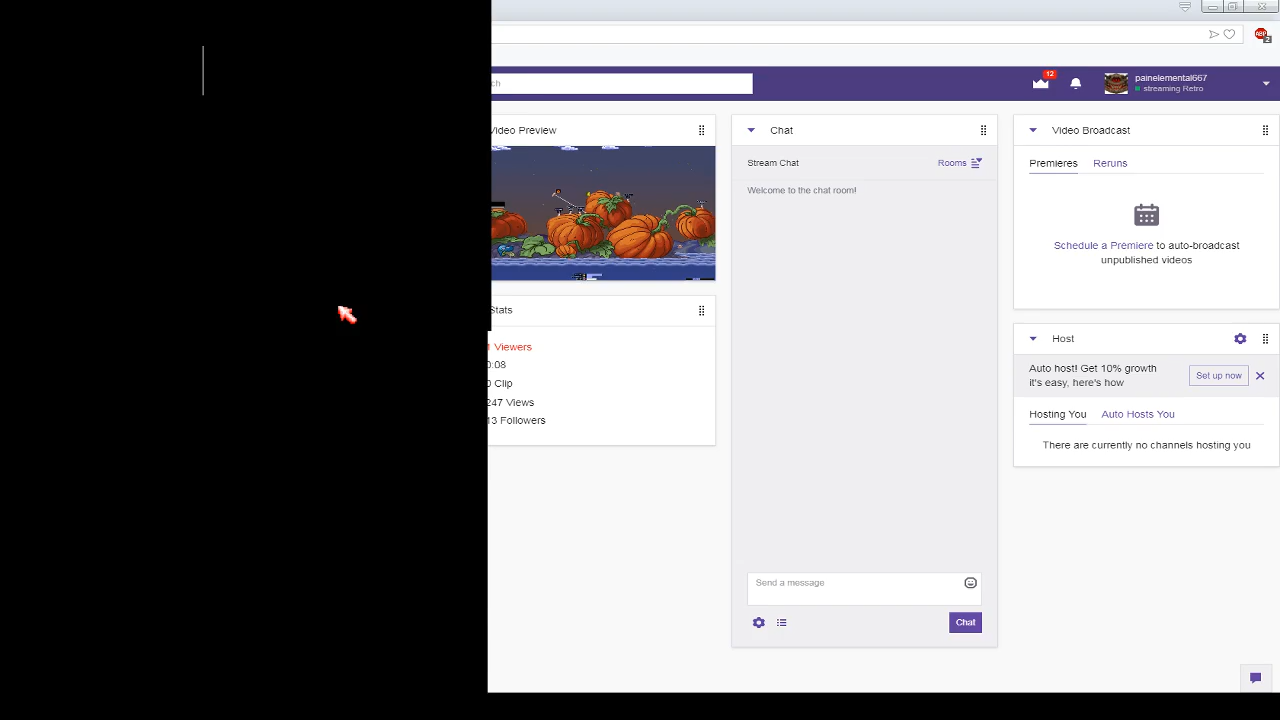 ch
painelemental667
streaming Retro
12
ABP
2
Video Preview
Stats
1 Viewers
0:08
0 Clip
247 Views
13 Followers
Chat
Stream Chat
Rooms
Welcome to the chat room!
Send a message
Chat
Video Broadcast
Premieres
Reruns
Schedule a Premiere to auto-broadcast
unpublished videos
Host
Auto host! Get 10% growth
it's easy, here's how
Set up now
Hosting You
Auto Hosts You
There are currently no channels hosting you